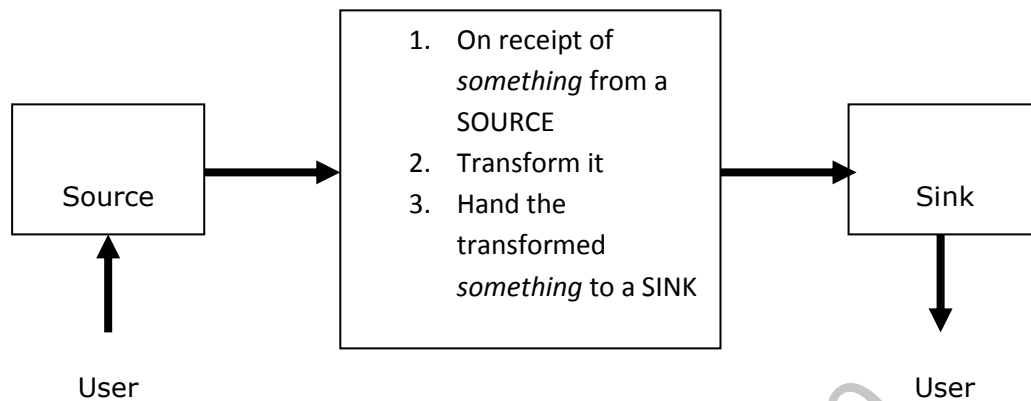 1. On receipt of
something from a
SOURCE
2. Transform it
3. Hand the
transformed
something to a SINK
Source
Sink
User
User